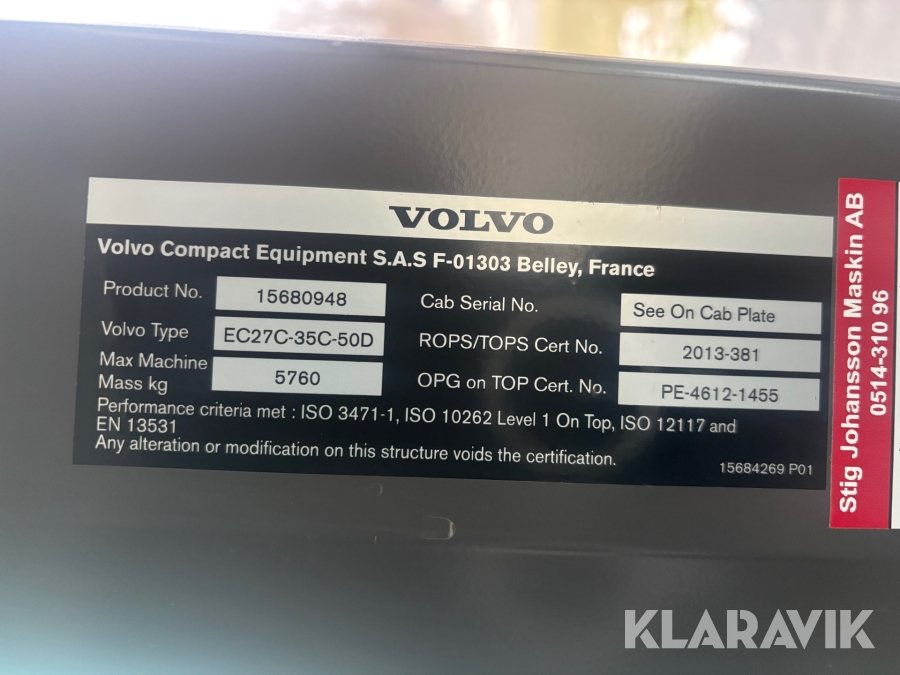 VOLVO
Volvo Compact Equipment S.A.S F-01303 Belley, France
Product No. 15680948
Cab Serial No. See On Cab Plate
Volvo Type EC27C-35C-50D
ROPS/TOPS Cert No. 2013-381
Max Machine
Mass kg 5760
OPG on TOP Cert. No. PE-4612-1455
Performance criteria met : ISO 3471-1, ISO 10262 Level 1 On Top, ISO 12117 and
EN 13531
Any alteration or modification on this structure voids the certification.
15684269 P01
Stig Johansson Maskin AB
0514-310 96
KLARAVIK